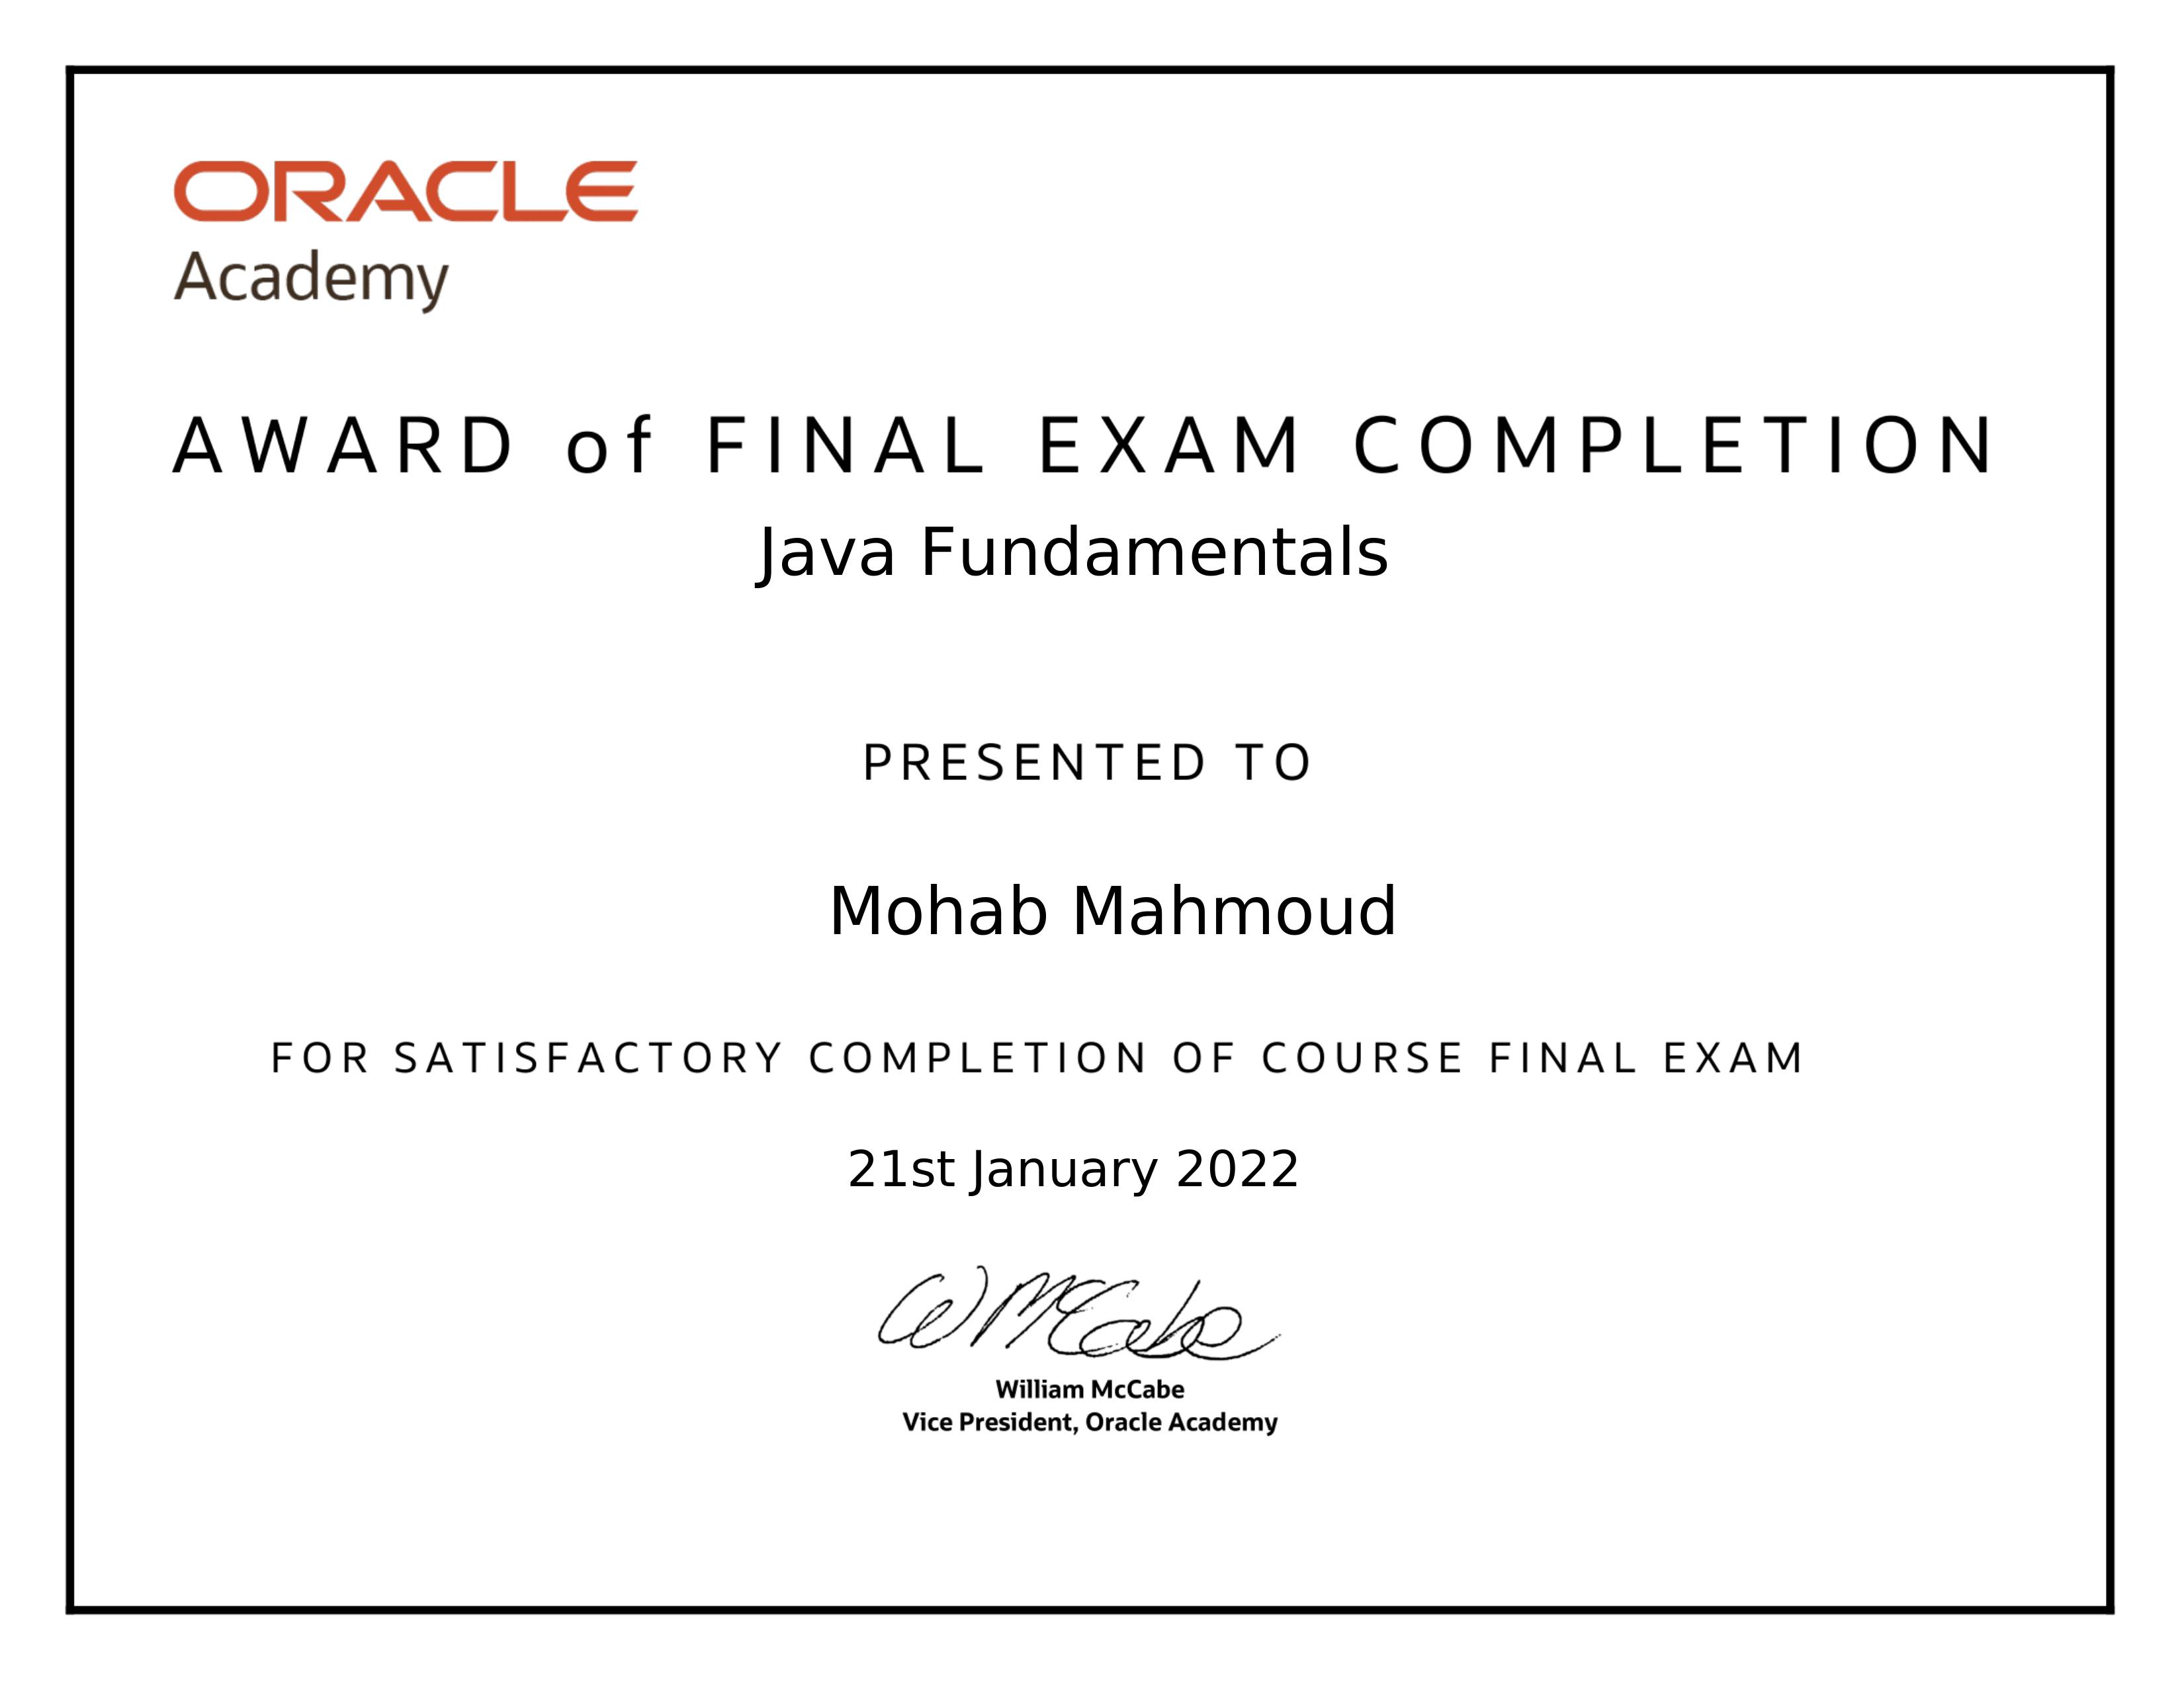 ORACLE
Academy
AWARD of FINAL EXAM COMPLETION
Java Fundamentals
PRESENTED TO
Mohab Mahmoud
FOR SATISFACTORY COMPLETION OF COURSE FINAL EXAM
21st January 2022
W McCabe
William McCabe
Vice President, Oracle Academy